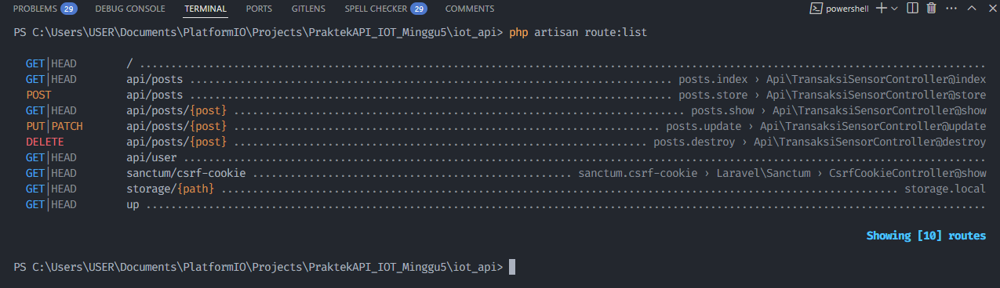 PROBLEMS 29 DEBUG CONSOLE TERMINAL PORTS GITLENS SPELL CHECKER 29 COMMENTS powershell
PS C:\Users\USER\Documents\PlatformIO\Projects\PraktekAPI_IOT_Minggu5\iot_api> php artisan route:list
GET|HEAD / ........................................................................................................................................
GET|HEAD api/posts ............................................................................. posts.index › Api\TransaksiSensorController@index
POST api/posts ............................................................................. posts.store › Api\TransaksiSensorController@store
GET|HEAD api/posts/{post} ........................................................................ posts.show › Api\TransaksiSensorController@show
PUT|PATCH api/posts/{post} .................................................................... posts.update › Api\TransaksiSensorController@update
DELETE api/posts/{post} .................................................................. posts.destroy › Api\TransaksiSensorController@destroy
GET|HEAD api/user .................................................................................................................................
GET|HEAD sanctum/csrf-cookie .................................................... sanctum.csrf-cookie › Laravel\Sanctum › CsrfCookieController@show
GET|HEAD storage/{path} ............................................................................................................ storage.local
GET|HEAD up .......................................................................................................................................
Showing [10] routes
PS C:\Users\USER\Documents\PlatformIO\Projects\PraktekAPI_IOT_Minggu5\iot_api>